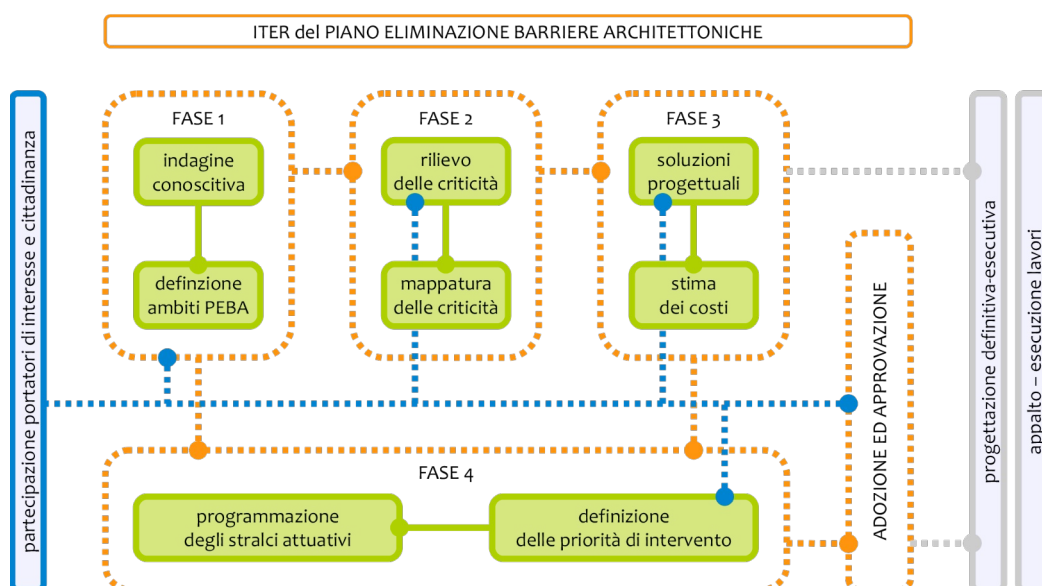 ITER del PIANO ELIMINAZIONE BARRIERE ARCHITETTONICHE
partecipazione portatori di interesse e cittadinanza
FASE 1
indagine
conoscitiva
definzione
ambiti PEBA
FASE 2
rilievo
delle criticità
mappatura
delle criticità
FASE 3
soluzioni
progettuali
stima
dei costi
FASE 4
programmazione
degli stralci attuativi
definizione
delle priorità di intervento
ADOZIONE ED APPROVAZIONE
progettazione definitiva-esecutiva
appalto – esecuzione lavori